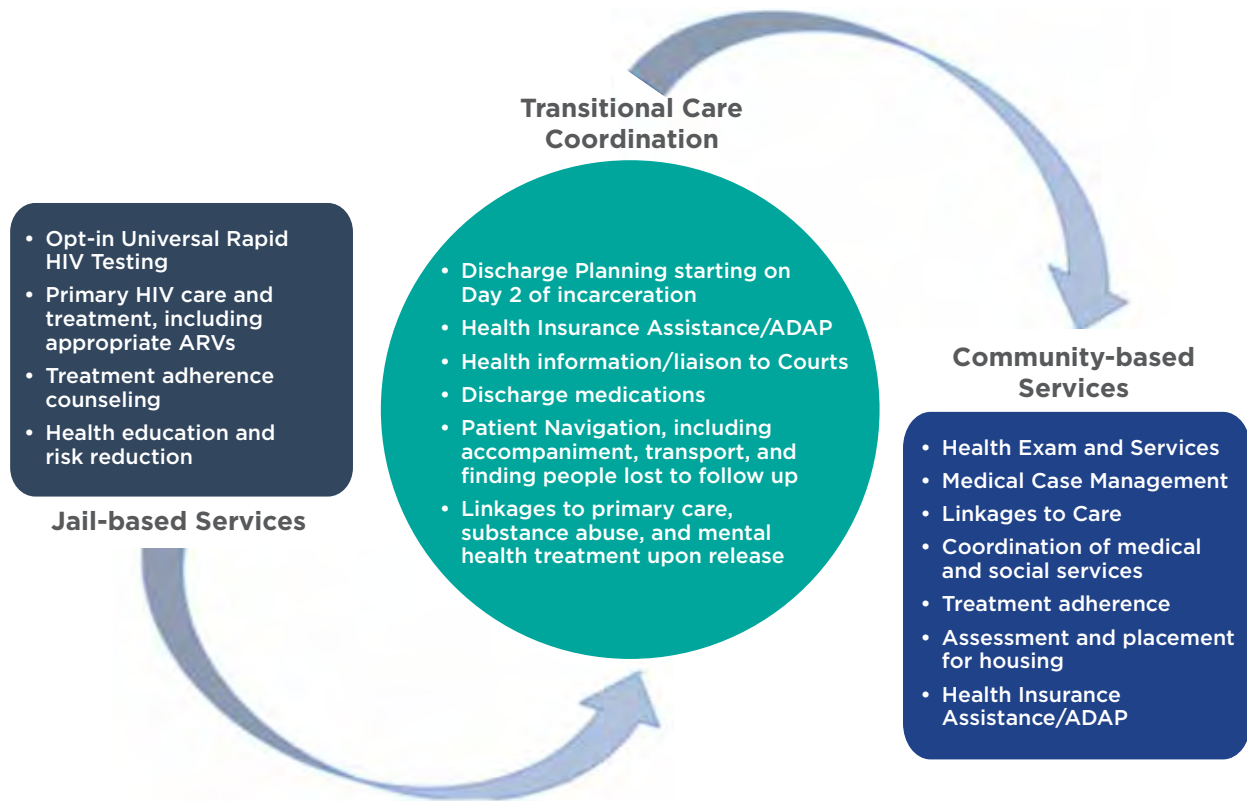 Transitional Care
Coordination
• Opt-in Universal Rapid
HIV Testing
• Primary HIV care and
treatment, including
appropriate ARVs
• Treatment adherence
counseling
• Health education and
risk reduction
Jail-based Services
• Discharge Planning starting on
Day 2 of incarceration
• Health Insurance Assistance/ADAP
• Health information/liaison to Courts
• Discharge medications
• Patient Navigation, including
accompaniment, transport, and
finding people lost to follow up
• Linkages to primary care,
substance abuse, and mental
health treatment upon release
Community-based
Services
• Health Exam and Services
• Medical Case Management
• Linkages to Care
• Coordination of medical
and social services
• Treatment adherence
• Assessment and placement
for housing
• Health Insurance
Assistance/ADAP